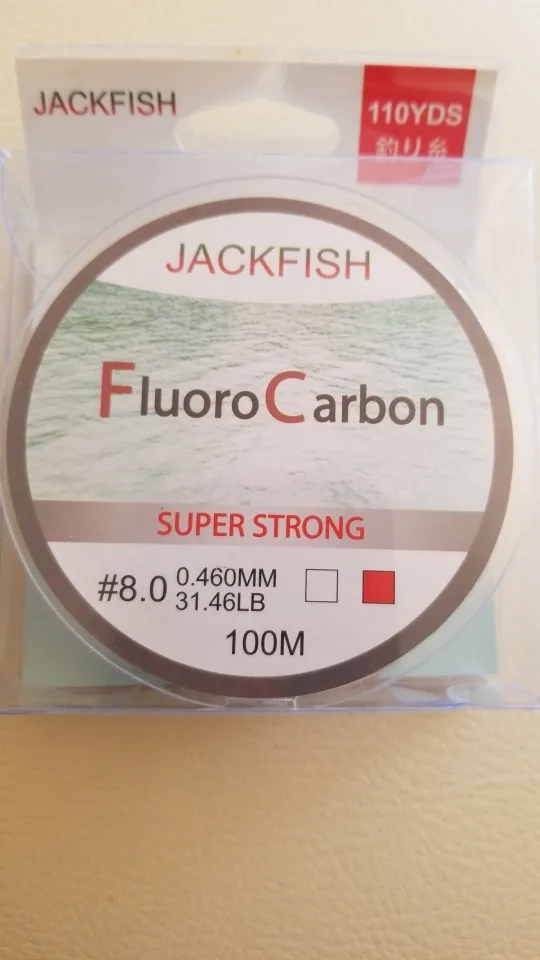 JACKFISH
110YDS
釣り糸
JACKFISH
FluoroCarbon
SUPER STRONG
#8.0 0.460MM
31.46LB
100M